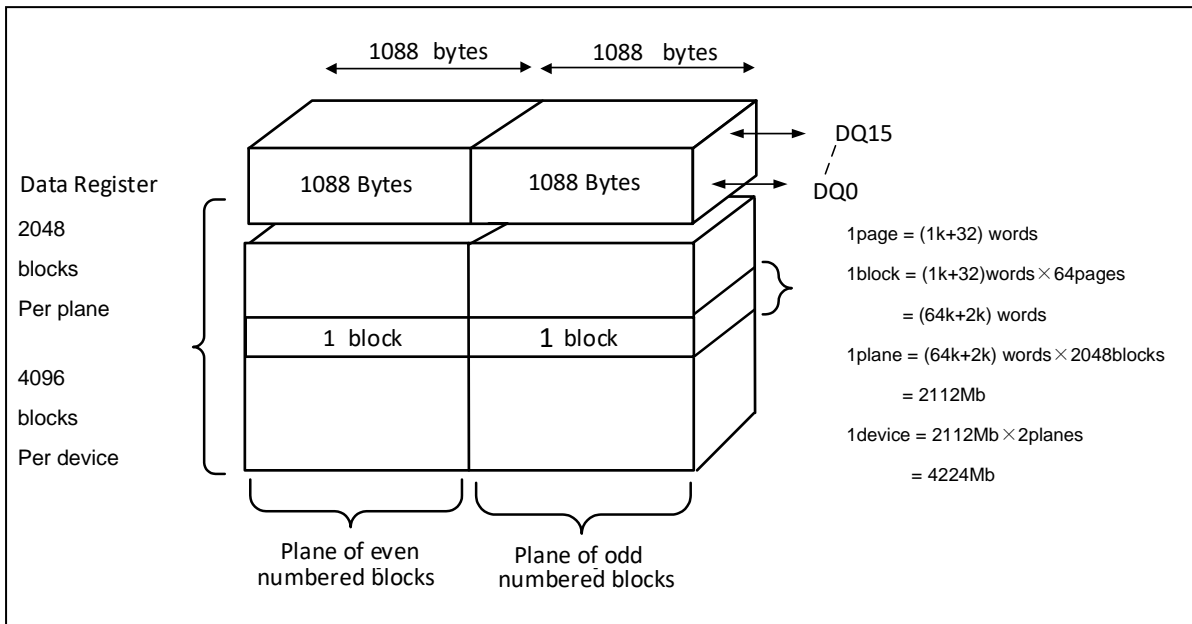 1088 bytes
1088 bytes
DQ15
DQ0
1088 Bytes
1088 Bytes
Data Register
2048
blocks
Per plane
4096
blocks
Per device
1 block
1 block
1page = (1k+32) words
1block = (1k+32)words×64pages
= (64k+2k) words
1plane = (64k+2k) words×2048blocks
= 2112Mb
1device = 2112Mb×2planes
= 4224Mb
Plane of even
numbered blocks
Plane of odd
numbered blocks